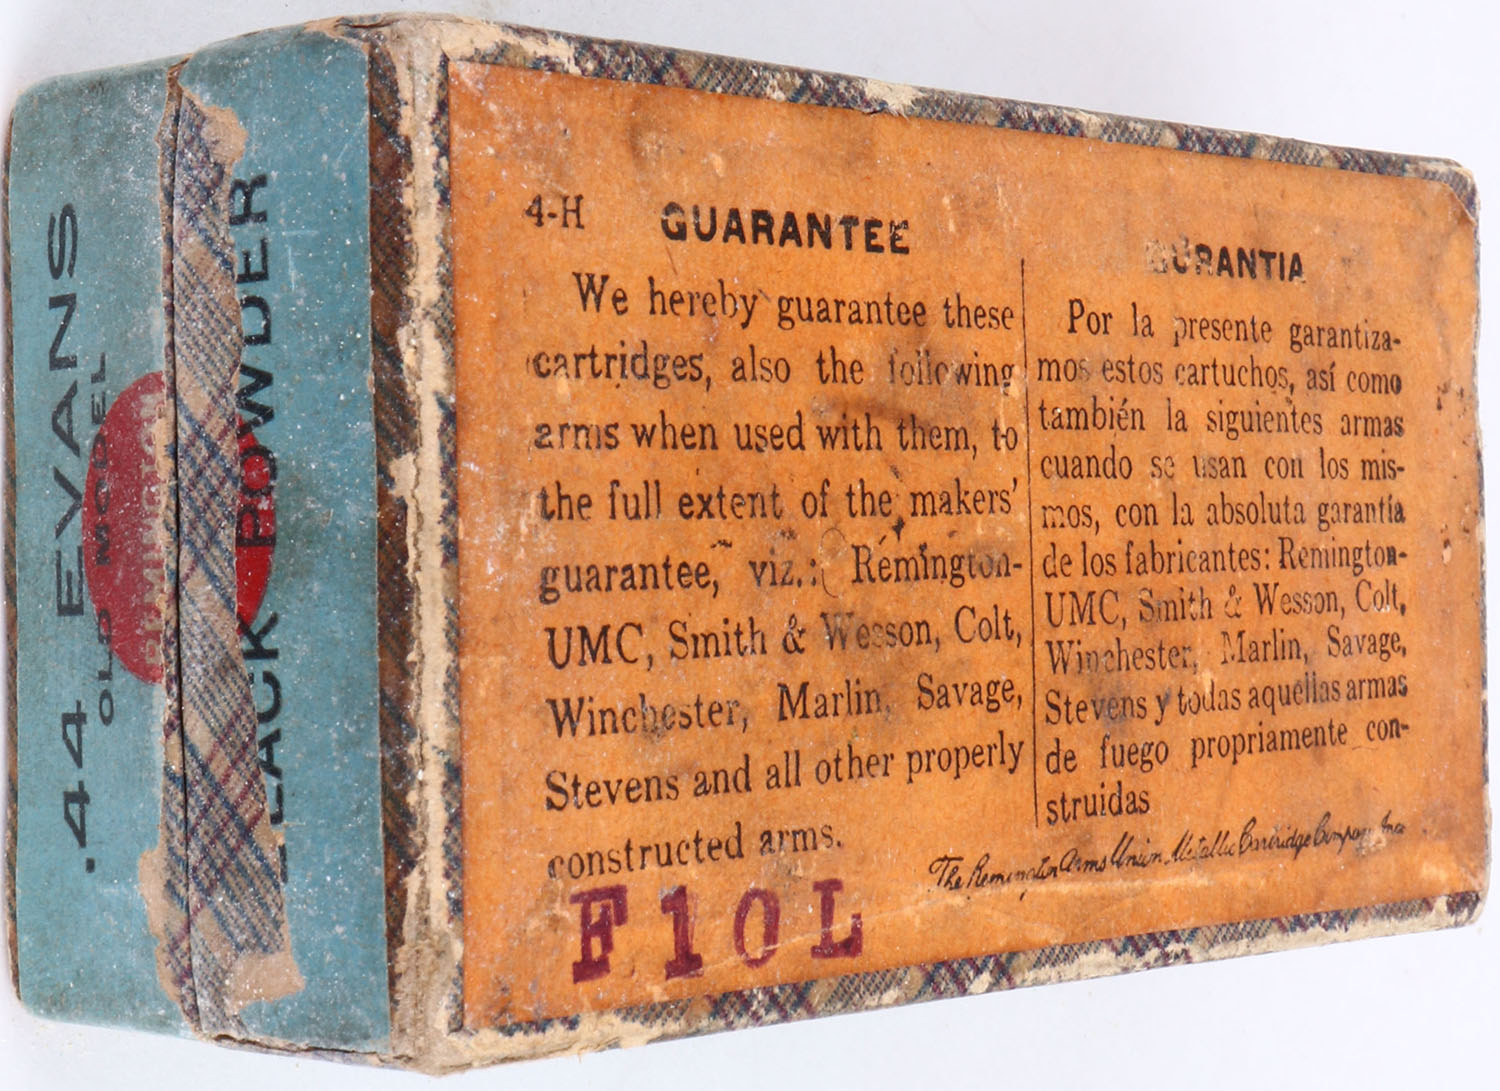 .44 EVANS
OLD MODEL
REMINGTON
BLACK POWDER
4-H
GUARANTEE
We hereby guarantee these
cartridges, also the following
arms when used with them, to
the full extent of the makers'
guarantee, viz.: Remington-
UMC, Smith & Wesson, Colt,
Winchester, Marlin, Savage,
Stevens and all other properly
constructed arms.
GURANTIA
Por la presente garantiza-
mos estos cartuchos, así como
también la siguientes armas
cuando se usan con los mis-
mos, con la absoluta garantía
de los fabricantes: Remington-
UMC, Smith & Wesson, Colt,
Winchester, Marlin, Savage,
Stevens y todas aquellas armas
de fuego propriamente con-
struidas
The Remington Arms Union Metallic Cartridge Company Inc
F10L